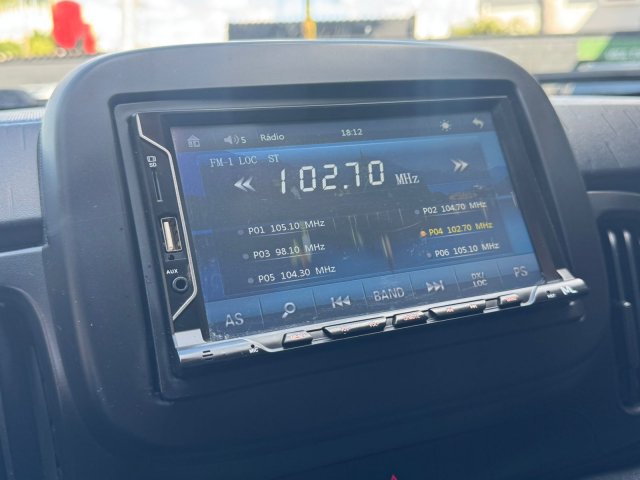 5 Rádio 18:12
FM-1 LOC ST
102.70 MHz
P01 105.10 MHz
P02 104.70 MHz
P03 98.10 MHz
P04 102.70 MHz
P05 104.30 MHz
P06 105.10 MHz
AS BAND DX/LOC PS
SD
AUX
MIC